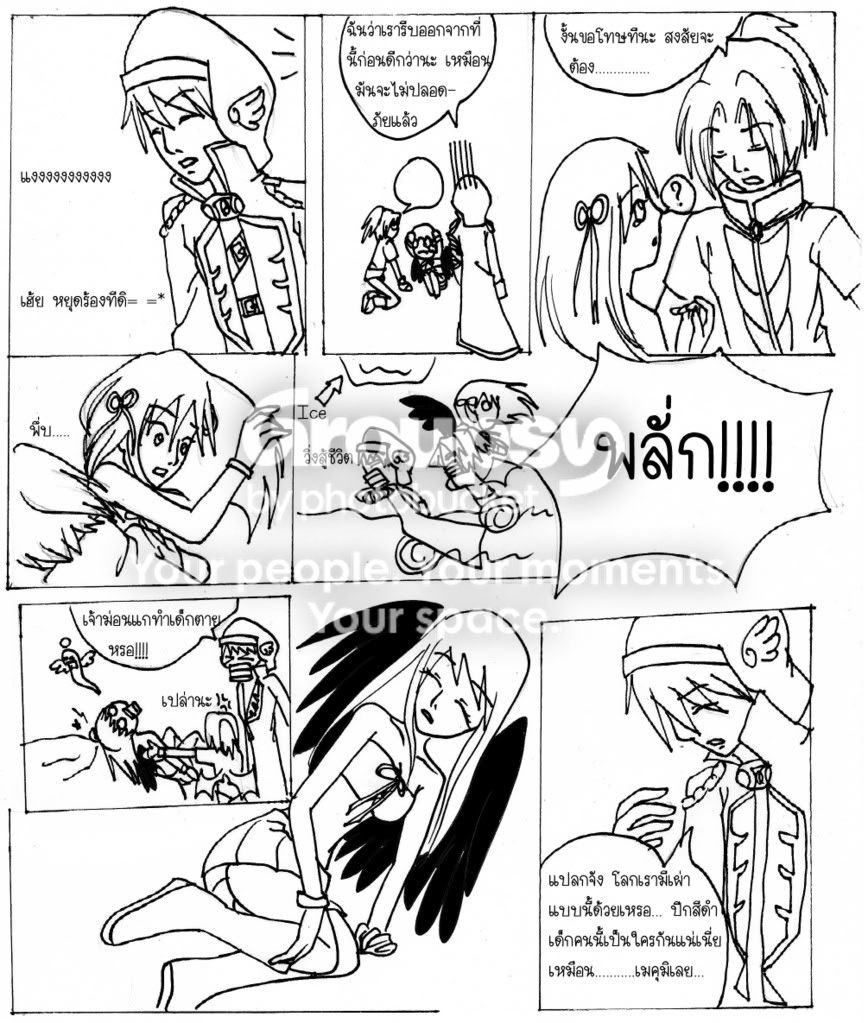 แงงงงงงงงงงง
เฮ้ย หยุดร้องทีดิ= =*
ฉันว่าเรารีบออกจากที่
นี้ก่อนดีกว่านะ เหมือน
มันจะไม่ปลอด-
ภัยแล้ว
งั้นขอโทษทีนะ สงสัยจะ
ต้อง...............
?
พึ่บ.....
Ice
วิ่งสู้ชีวิต
พลั่ก!!!!
Groupsy
by photobucket
Your people. Your moments.
Your space.
เจ้าม่อนแกทำเด็กตาย
หรอ!!!!
เปล่านะ
แปลกจัง โลกเรามีเผ่า
แบบนี้ด้วยเหรอ... ปีกสีดำ
เด็กคนนี้เป็นใครกันแน่เนี่ย
เหมือน...........เมคุมิเลย...